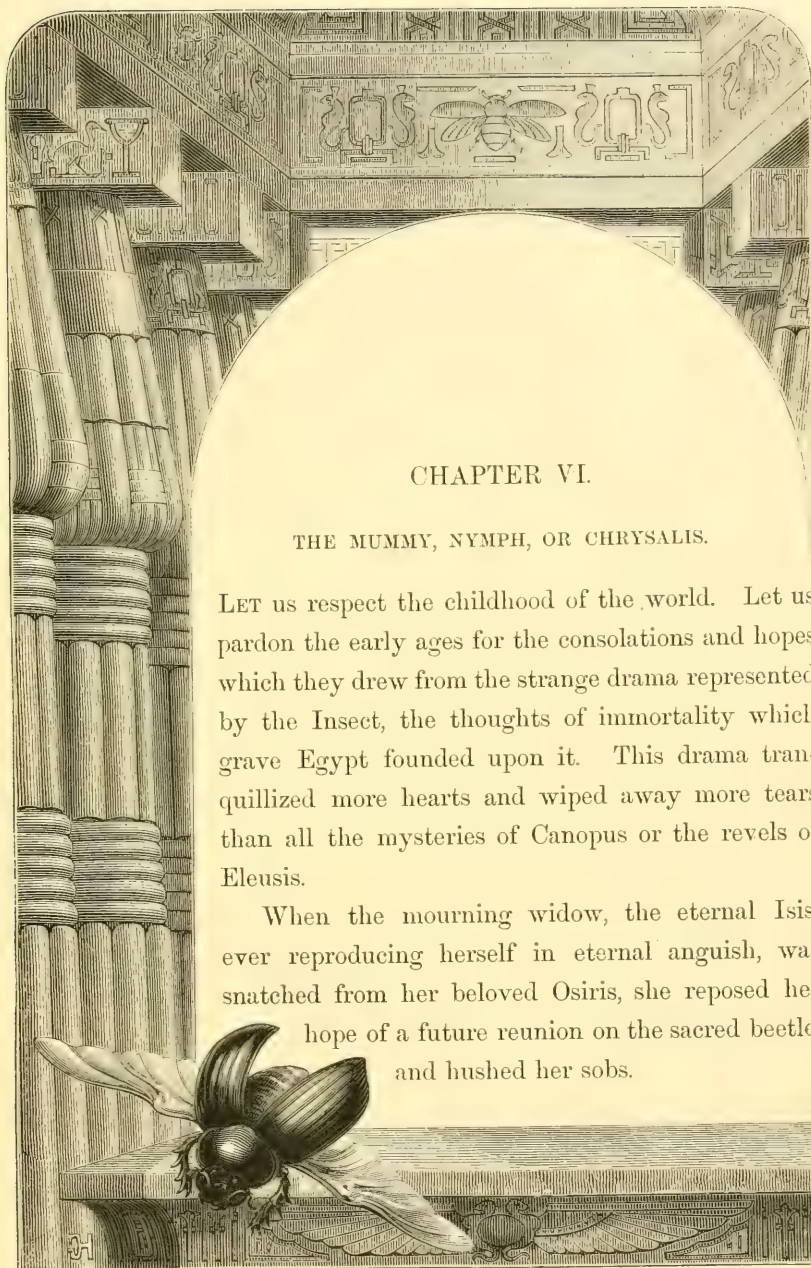 CHAPTER VI.
THE MUMMY, NYMPH, OR CHRYSALIS.
LET us respect the childhood of the world. Let us
pardon the early ages for the consolations and hopes
which they drew from the strange drama represented
by the Insect, the thoughts of immortality which
grave Egypt founded upon it. This drama tran-
quillized more hearts and wiped away more tears
than all the mysteries of Canopus or the revels o
Eleusis.
When the mourning widow, the eternal Isis
ever reproducing herself in eternal anguish, wa
snatched from her beloved Osiris, she reposed he
hope of a future reunion on the sacred beetle
and hushed her sobs.